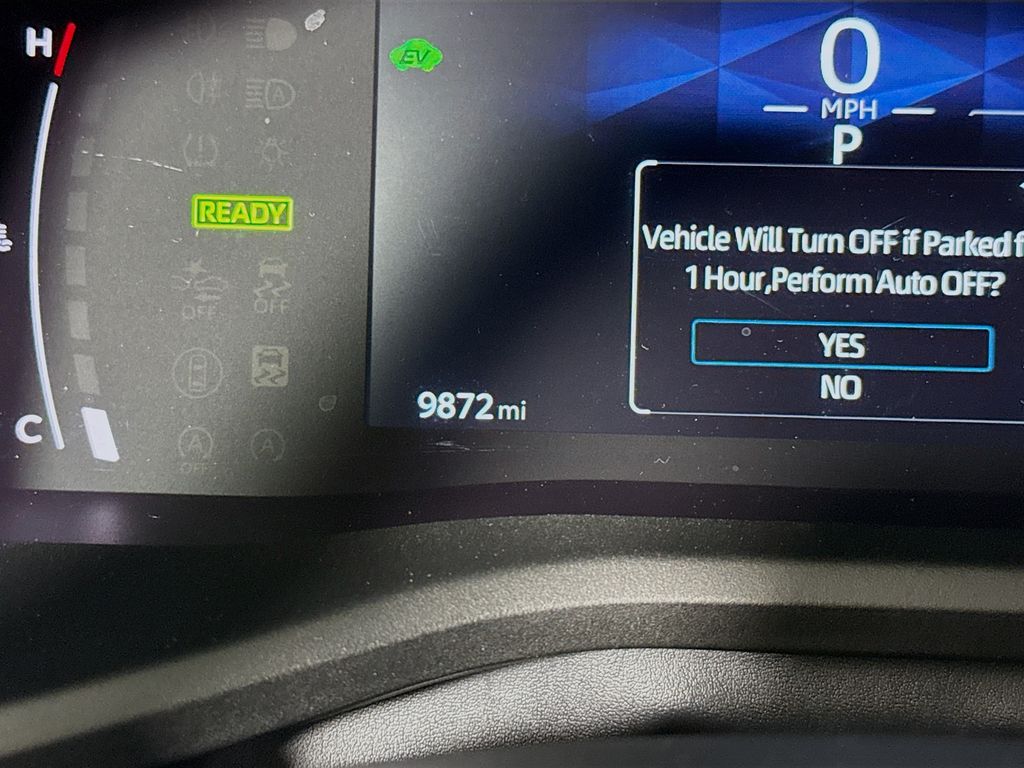 H
EV
0
MPH
P
READY
Vehicle Will Turn OFF if Parked f
1 Hour,Perform Auto OFF?
OFF
OFF
YES
NO
9872 mi
C
A
A
OFF